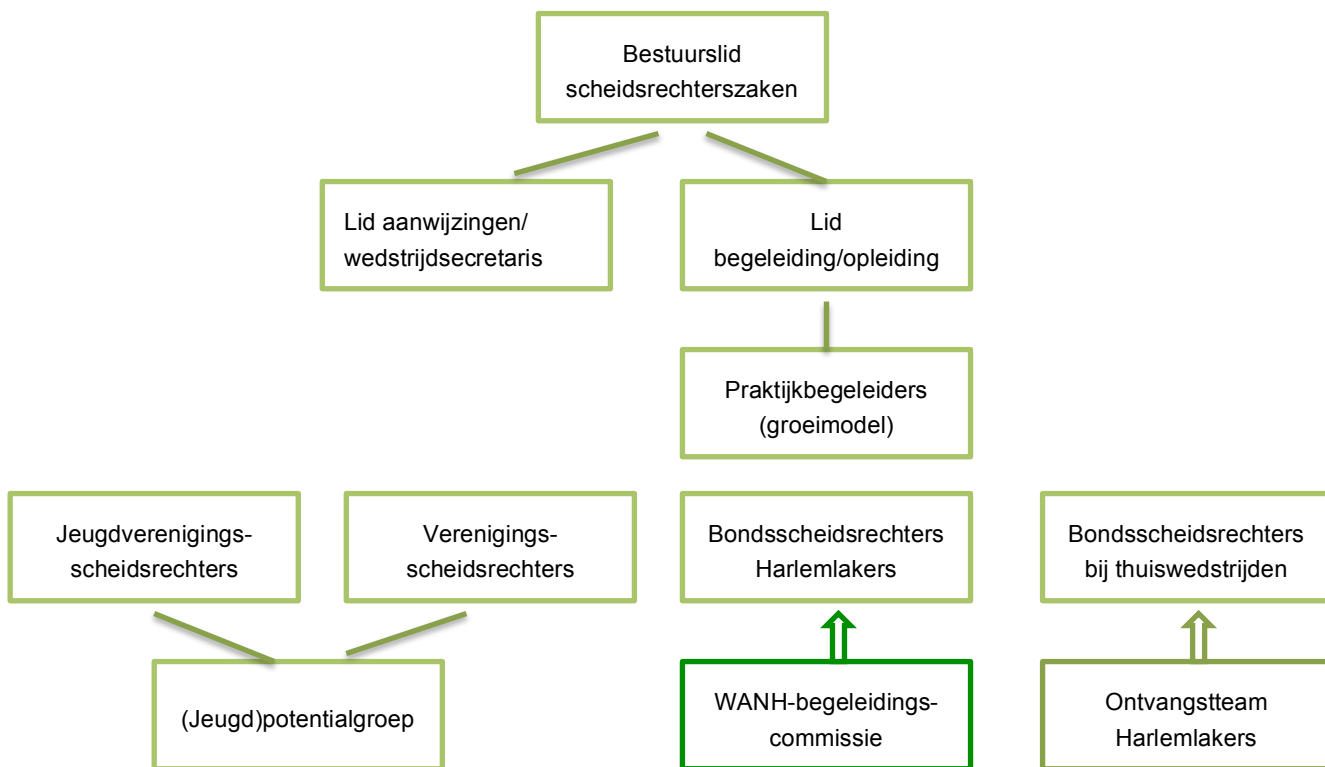 Bestuurslid
scheidsrechterszaken
Lid aanwijzingen/
wedstrijdsecretaris
Lid
begeleiding/opleiding
Praktijkbegeleiders
(groeimodel)
Jeugdverenigings-
scheidsrechters
Verenigings-
scheidsrechters
Bondsscheidsrechters
Harlemlakers
Bondsscheidsrechters
bij thuiswedstrijden
(Jeugd)potentialgroep
WANH-begeleidings-
commissie
Ontvangstteam
Harlemlakers